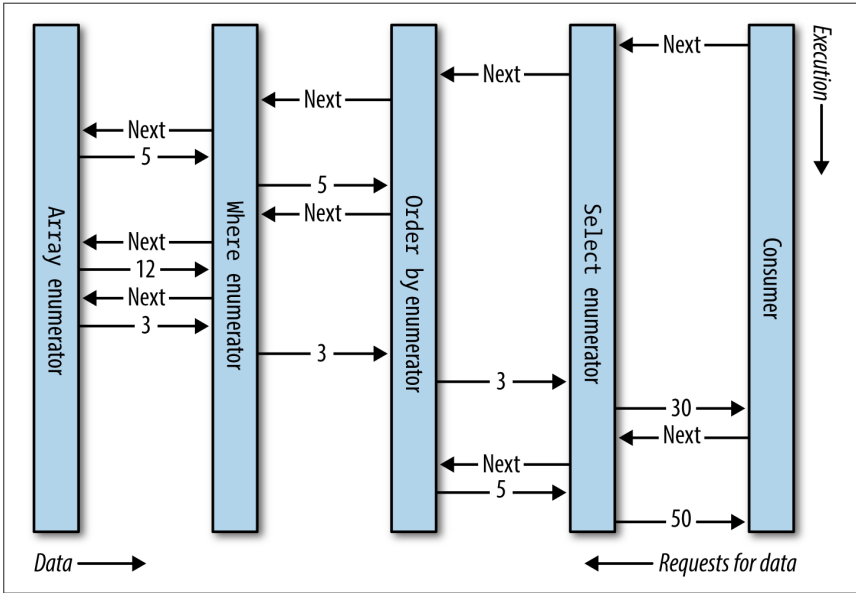 Next
Execution
Next
Next
Next
5
5
Next
Next
12
Next
3
3
3
30
Next
Next
5
50
Array enumerator
Where enumerator
Order by enumerator
Select enumerator
Consumer
Data
Requests for data